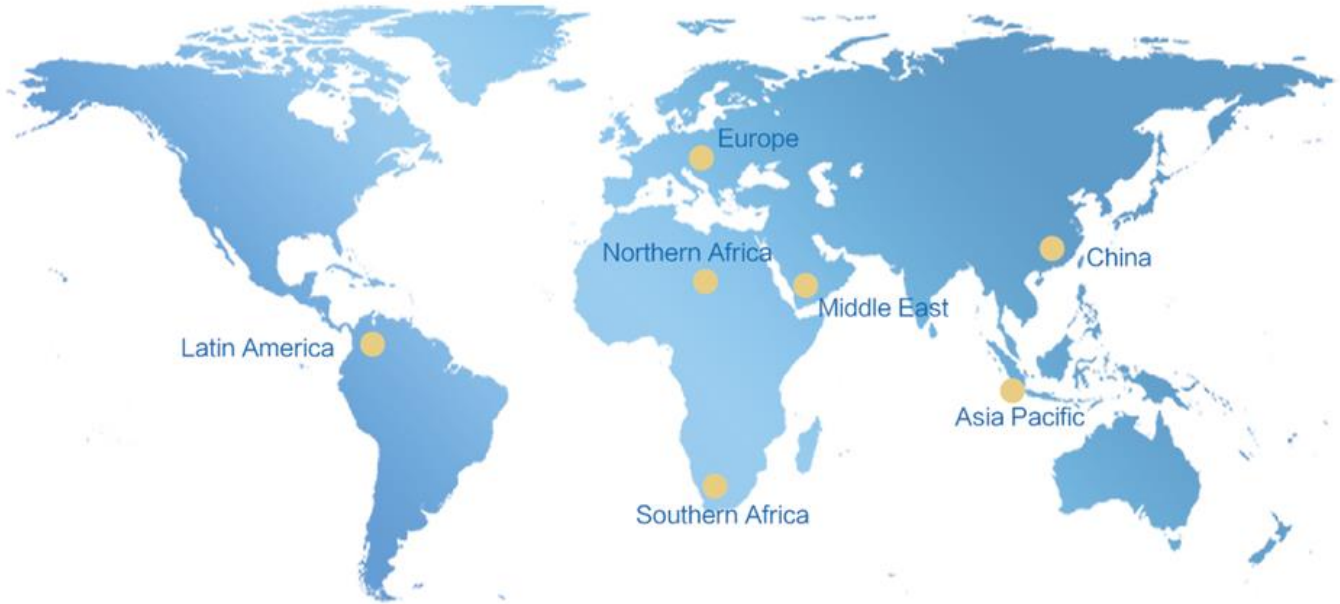 Europe
Northern Africa
China
Middle East
Latin America
Asia Pacific
Southern Africa